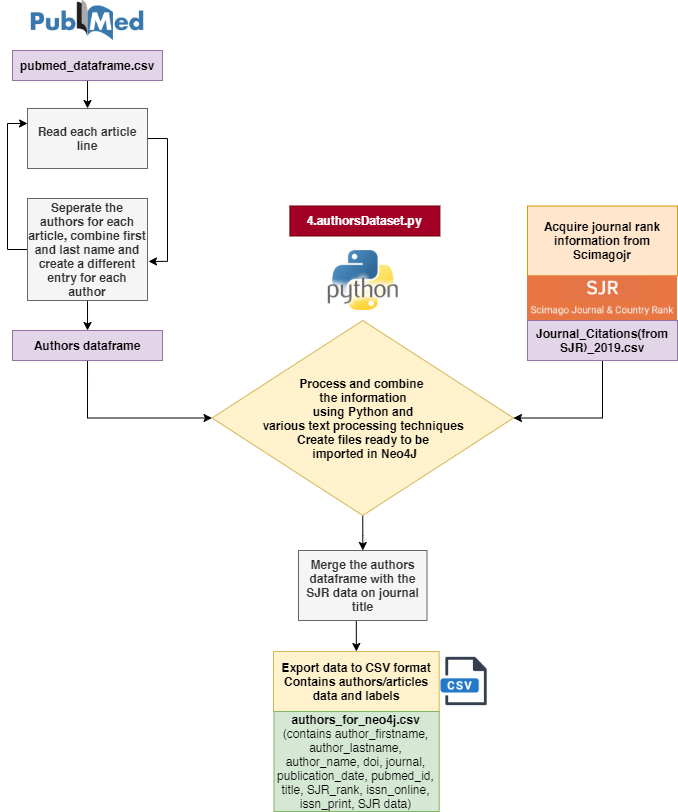 PubMed
pubmed_dataframe.csv
Read each article
line
Seperate the
authors for each
article, combine first
and last name and
create a different
entry for each
author
Authors dataframe
4.authorsDataset.py
python
Acquire journal rank
information from
Scimagojr
SJR
Scimago Journal & Country Rank
Journal_Citations(from
SJR)_2019.csv
Process and combine
the information
using Python and
various text processing techniques
Create files ready to be
imported in Neo4J
Merge the authors
dataframe with the
SJR data on journal
title
Export data to CSV format
Contains authors/articles
data and labels
CSV
authors_for_neo4j.csv
(contains author_firstname,
author_lastname,
author_name, doi, journal,
publication_date, pubmed_id,
title, SJR_rank, issn_online,
issn_print, SJR data)